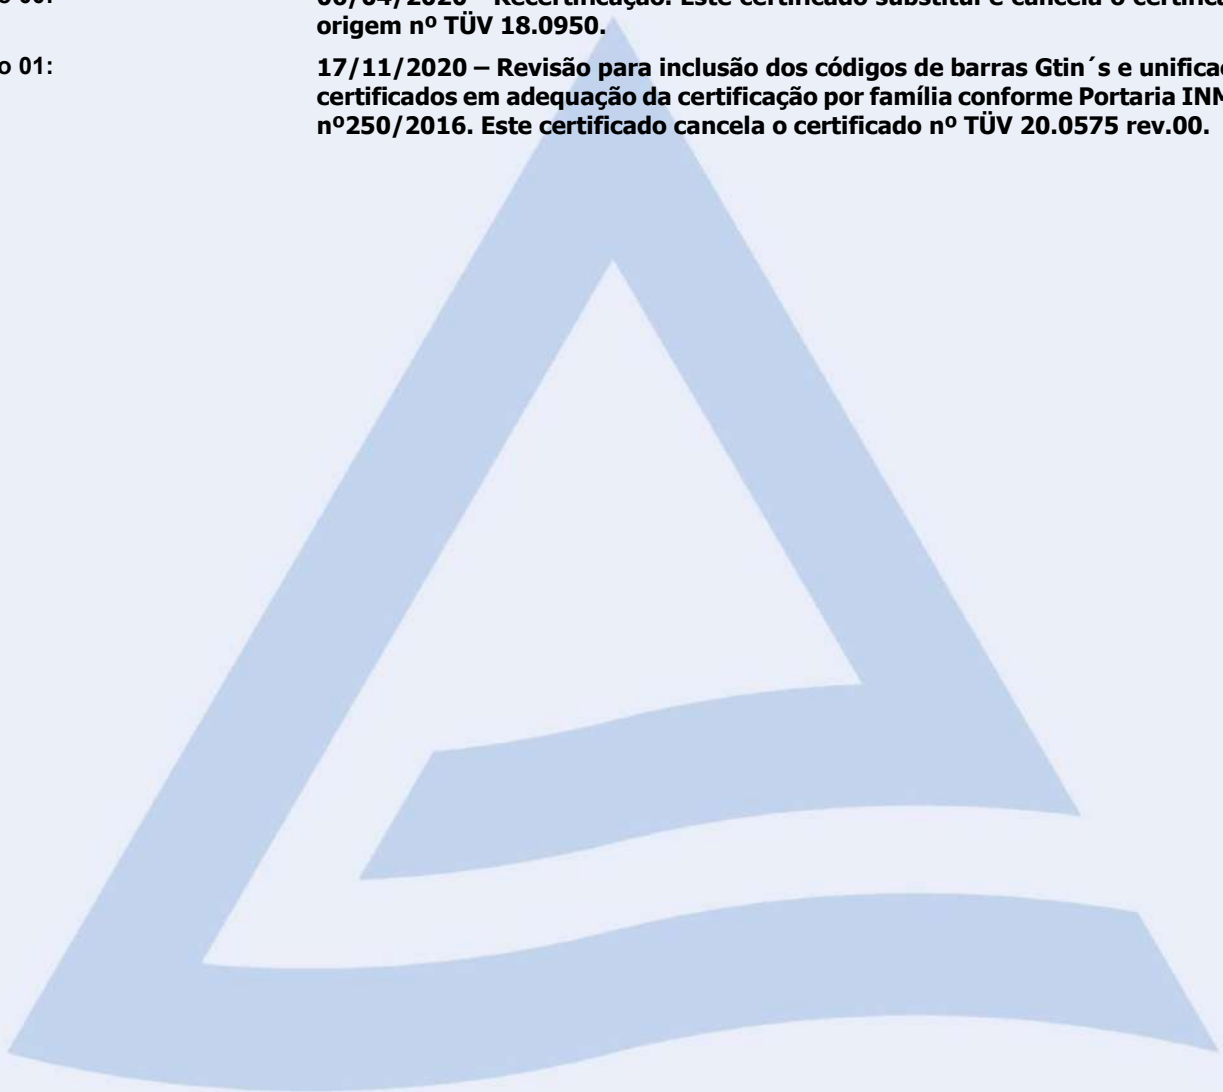 origem nº TÜV 18.0950.
o 01: 17/11/2020 – Revisão para inclusão dos códigos de barras Gtin´s e unificaç
certificados em adequação da certificação por família conforme Portaria INM
nº250/2016. Este certificado cancela o certificado nº TÜV 20.0575 rev.00.